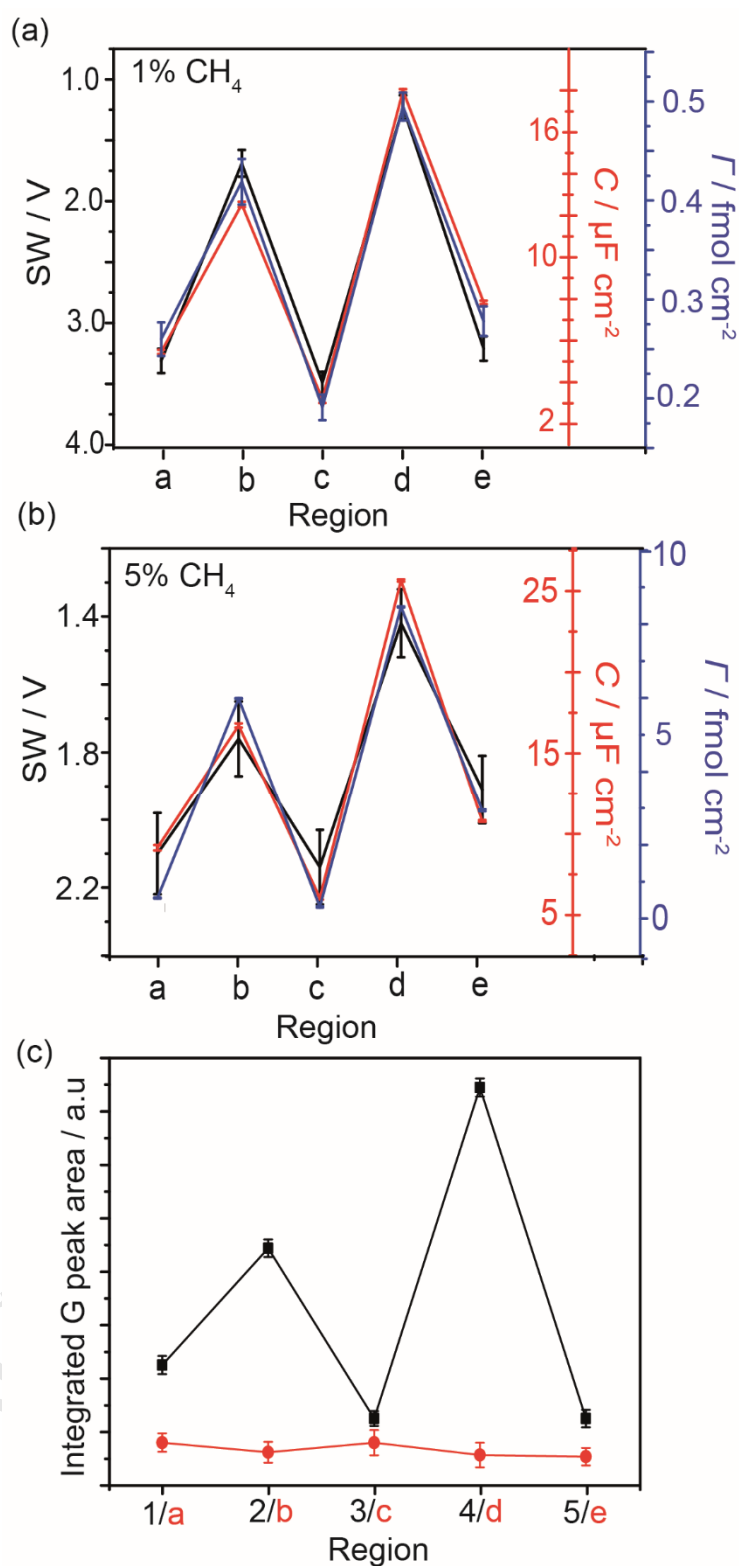 (a)
1% CH4
1.0
2.0
3.0
4.0
SW / V
16
10
2
C / µF cm-2
0.5
0.4
0.3
0.2
Γ / fmol cm-2
a b c d e
Region
(b)
5% CH4
1.4
1.8
2.2
SW / V
25
15
5
C / µF cm-2
10
5
0
Γ / fmol cm-2
a b c d e
Region
(c)
Integrated G peak area / a.u
1/a 2/b 3/c 4/d 5/e
Region